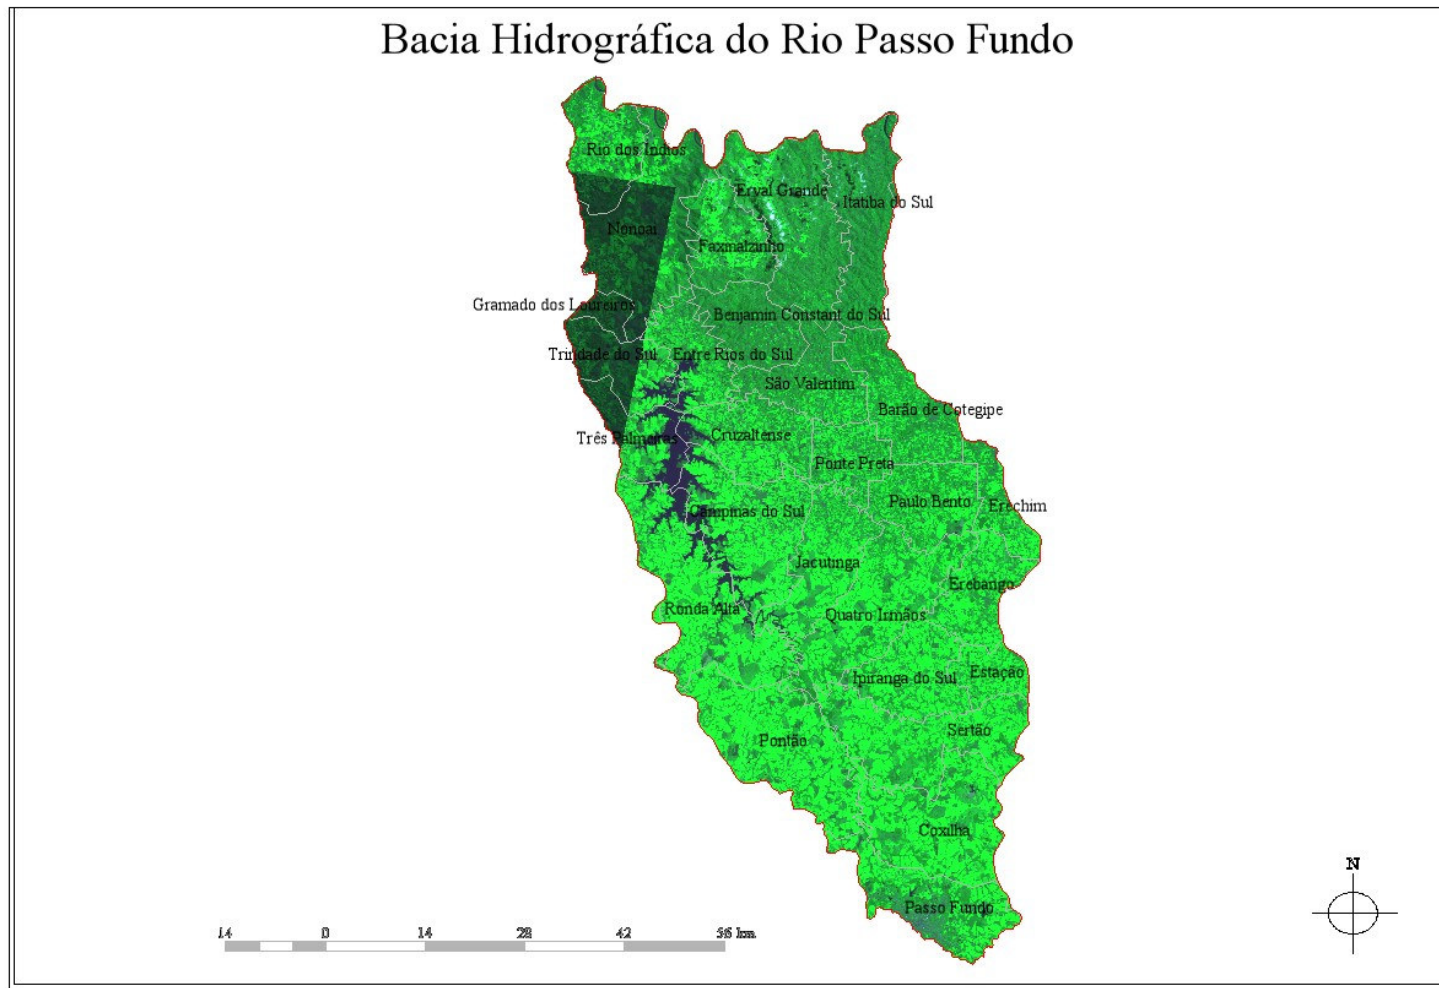 Bacia Hidrográfica do Rio Passo Fundo
Rio dos Índios
Erval Grande
Itatiba do Sul
Nonoai
Faxinalzinho
Gramado dos Loureiros
Benjamin Constant do Sul
Trindade do Sul
Entre Rios do Sul
São Valentim
Barão de Cotegipe
Três Palmeiras
Cruzaltense
Ponte Preta
Paulo Bento
Erechim
Campinas do Sul
Jacutinga
Erebango
Ronda Alta
Quatro Irmãos
Ipiranga do Sul
Estação
Sertão
Pontão
Coxilha
N
Passo Fundo
14 0 14 28 42 56 km